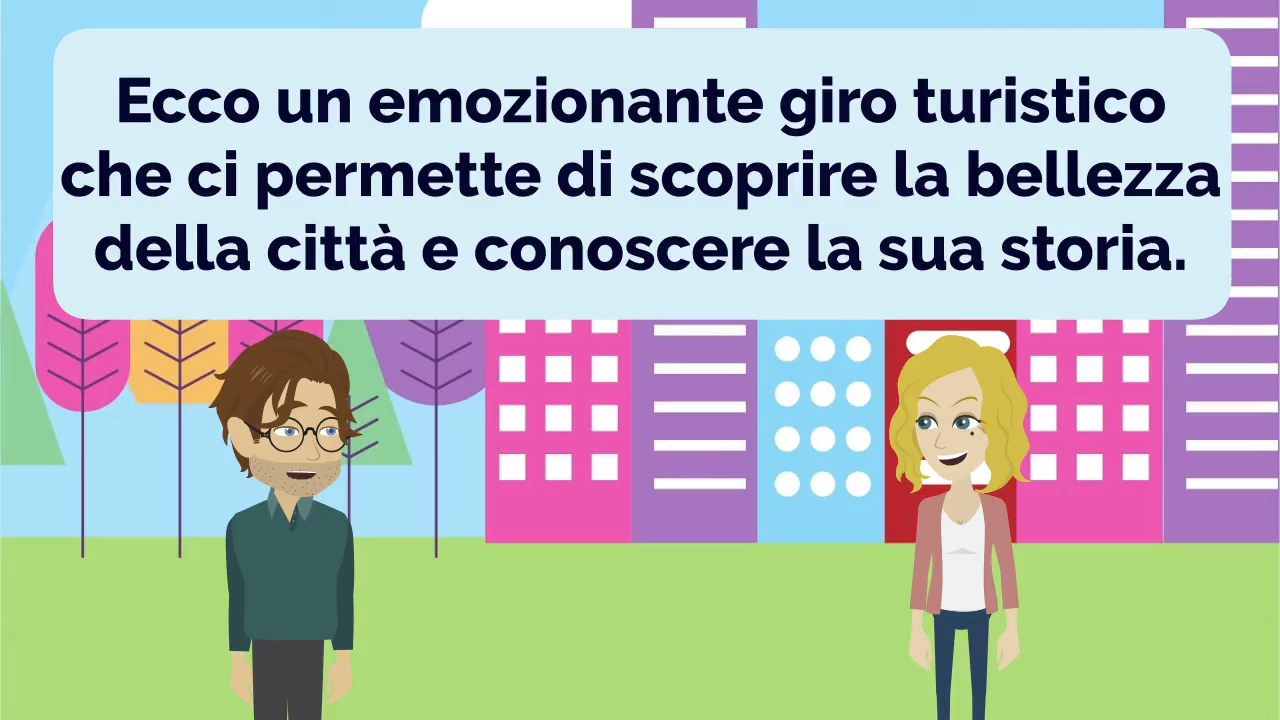 Ecco un emozionante giro turistico
che ci permette di scoprire la bellezza
della città e conoscere la sua storia.